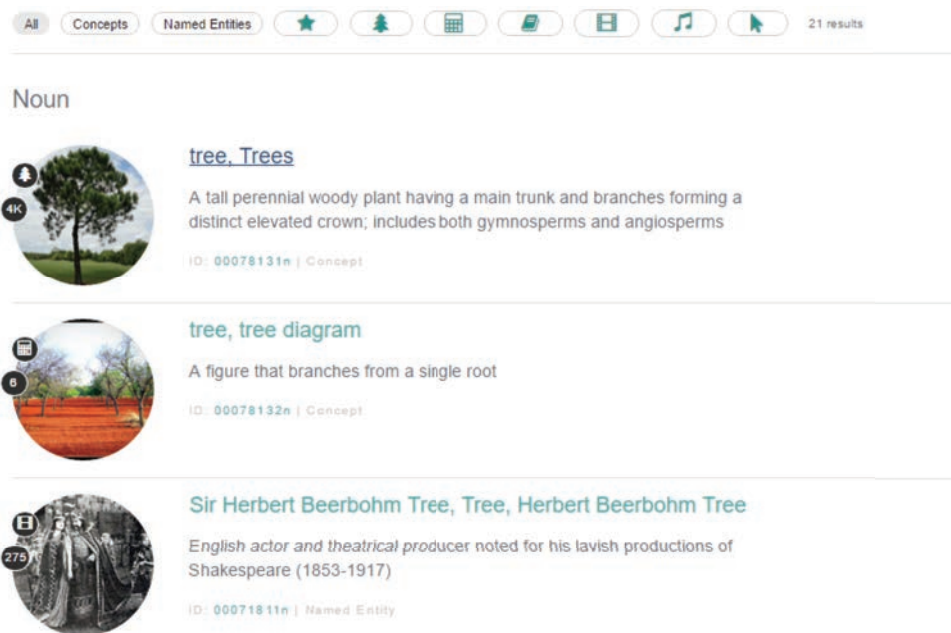 All Concepts Named Entities 21 results
Noun
tree, Trees
4K
A tall perennial woody plant having a main trunk and branches forming a
distinct elevated crown; includes both gymnosperms and angiosperms
ID: 00078131n | Concept
tree, tree diagram
6
A figure that branches from a single root
ID: 00078132n | Concept
Sir Herbert Beerbohm Tree, Tree, Herbert Beerbohm Tree
275
English actor and theatrical producer noted for his lavish productions of
Shakespeare (1853-1917)
ID: 00071811n | Named Entity